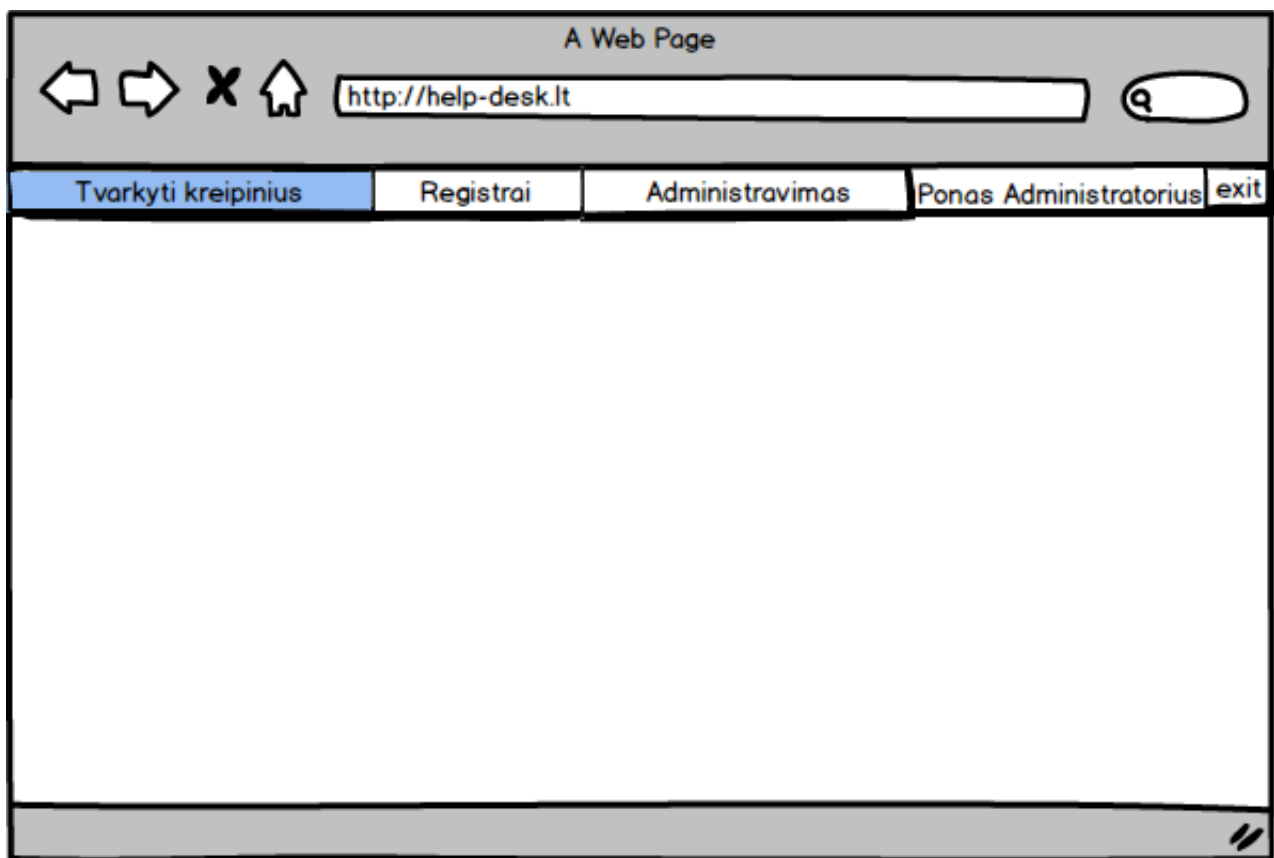 A Web Page
http://help-desk.lt
Tvarkyti kreipinius Registrai Administravimas Ponas Administratorius exit